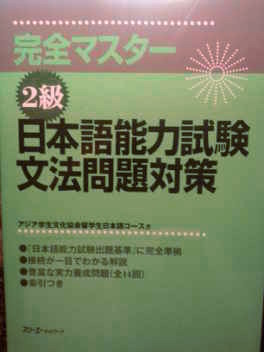 完全マスター
2級
日本語能力試験
文法問題対策
アジア学生文化協会留学生日本語コース 著
●『日本語能力試験出題基準』に完全準拠
●接続が一目でわかる解説
●豊富な実力養成問題(全14回)
●索引つき
スリーエーネットワーク